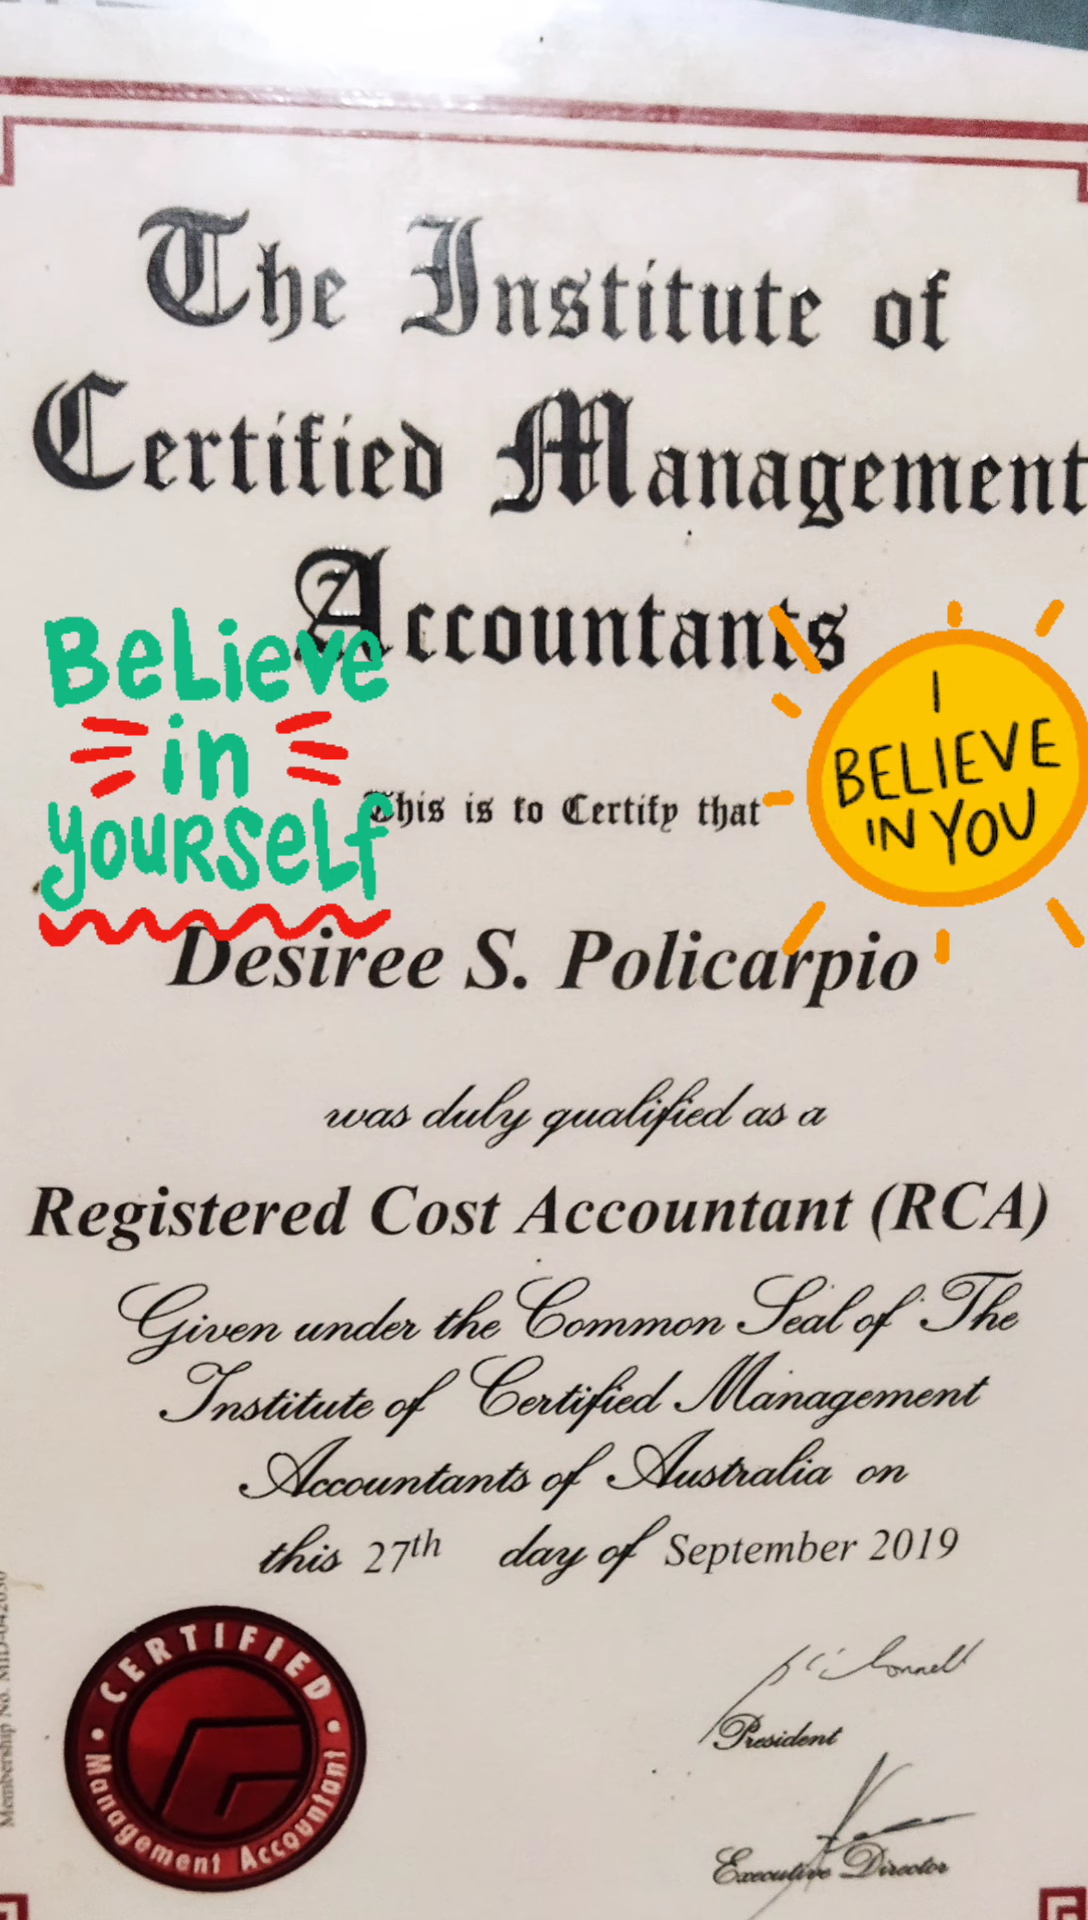 The Institute of
Certified Management
Accountants
Believe
in
yourself
I
BELIEVE
IN YOU
This is to Certify that
Desiree S. Policarpio
was duly qualified as a
Registered Cost Accountant (RCA)
Given under the Common Seal of The
Institute of Certified Management
Accountants of Australia on
this 27th day of September 2019
Membership No.
CERTIFIED
Management Accountant
President
Executive Director